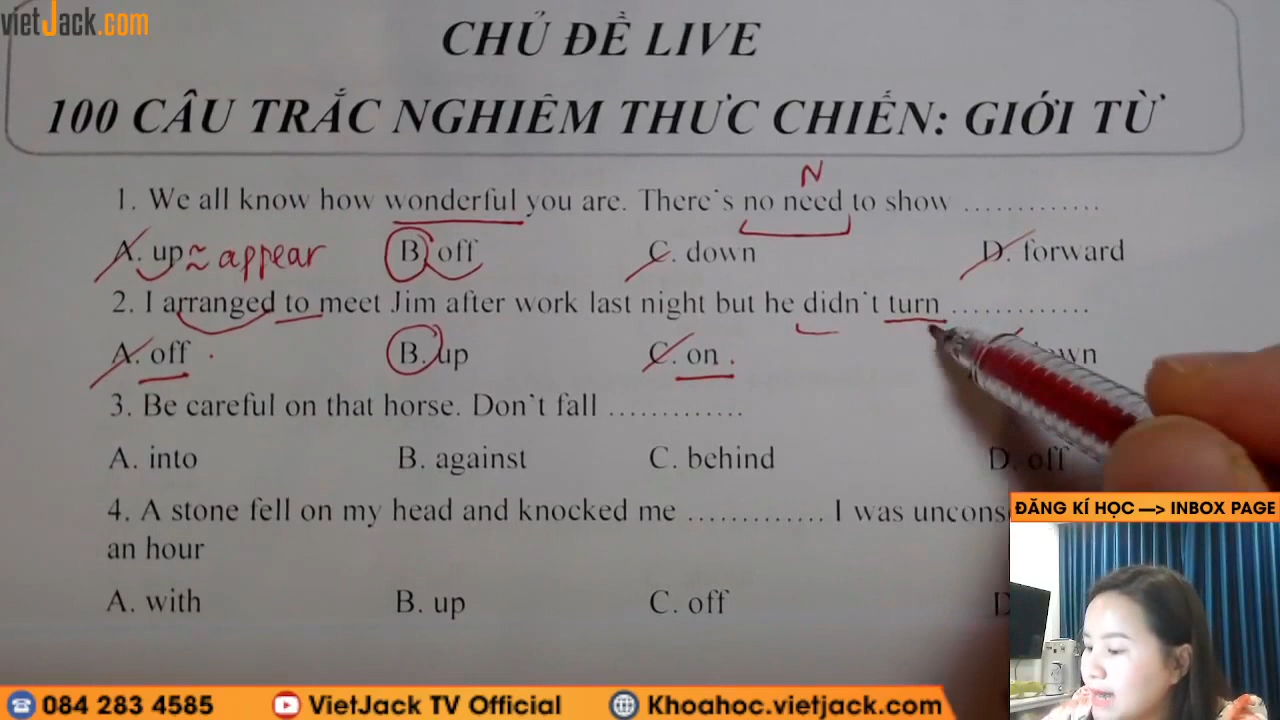 vietJack.com
CHỦ ĐỀ LIVE
100 CÂU TRẮC NGHIỆM THỰC CHIẾN: GIỚI TỪ
N
1. We all know how wonderful you are. There's no need to show .............
A. up ≈ appear B. off C. down D. forward
2. I arranged to meet Jim after work last night but he didn't turn .............
A. off B. up C. on
3. Be careful on that horse. Don't fall .............
A. into B. against C. behind D. off
4. A stone fell on my head and knocked me ............. I was
an hour
A. with B. up C. off
ĐĂNG KÍ HỌC —> INBOX PAGE
084 283 4585 VietJack TV Official Khoahoc.vietjack.com